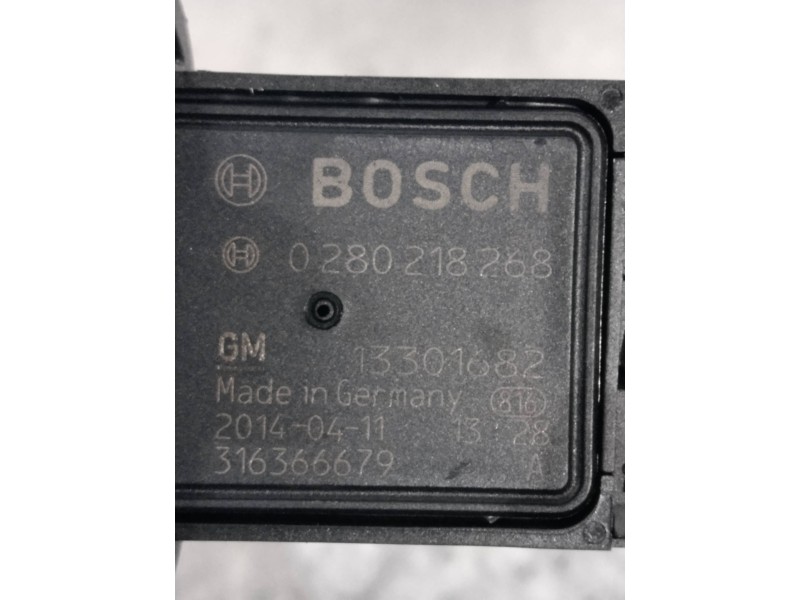 BOSCH
0 280 218 268
GM 13301682
Made in Germany 816
2014-04-11 13:28
316366679 A